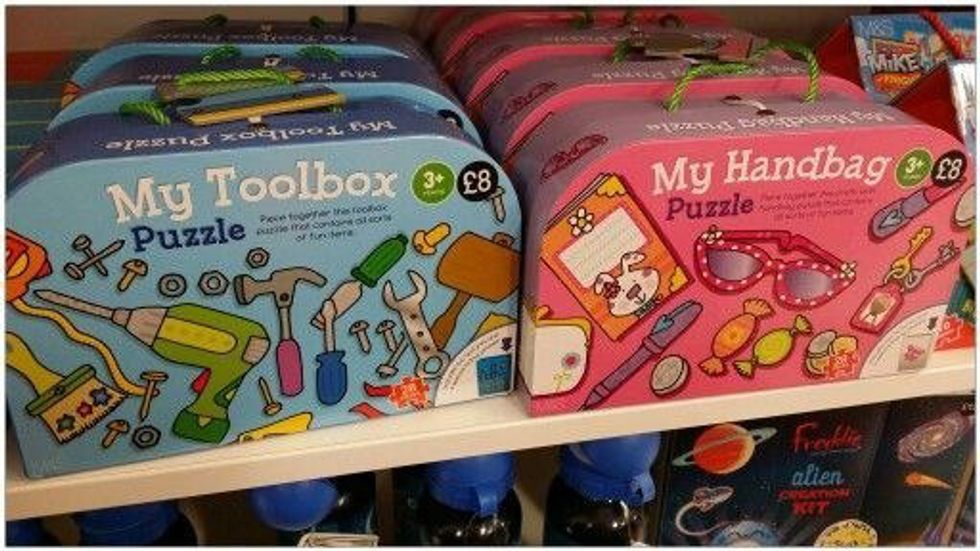 My Toolbox Puzzle
My Toolbox
Puzzle
3+
£8
Piece together this toolbox
puzzle that contains all sorts
of fun items.
My Handbag Puzzle
My Handbag
Puzzle
3+
£8
M&S
MIKE
Freddie
alien
CREATION
KIT